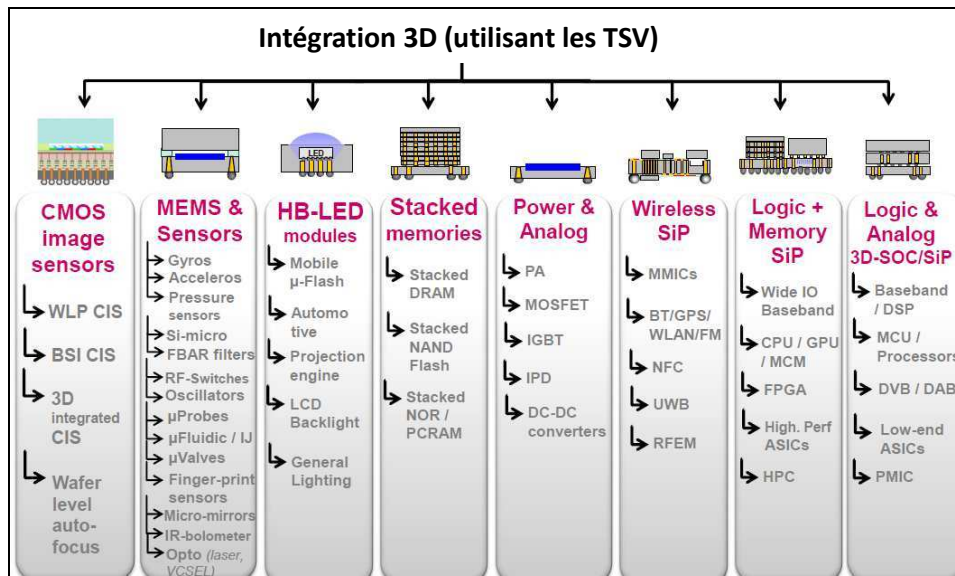 Intégration 3D (utilisant les TSV)
LED
CMOS
image
sensors
WLP CIS
BSI CIS
3D
integrated
CIS
Wafer
level
auto-
focus
MEMS &
Sensors
Gyros
Acceleros
Pressure
sensors
Si-micro
FBAR filters
RF-Switches
Oscillators
µProbes
µFluidic / IJ
µValves
Finger-print
sensors
Micro-mirrors
IR-bolometer
Opto (laser,
VCSEL)
HB-LED
modules
Mobile
µ-Flash
Automo
tive
Projection
engine
LCD
Backlight
General
Lighting
Stacked
memories
Stacked
DRAM
Stacked
NAND
Flash
Stacked
NOR /
PCRAM
Power &
Analog
PA
MOSFET
IGBT
IPD
DC-DC
converters
Wireless
SiP
MMICs
BT/GPS/
WLAN/FM
NFC
UWB
RFEM
Logic +
Memory
SiP
Wide IO
Baseband
CPU / GPU
/ MCM
FPGA
High. Perf
ASICs
HPC
Logic &
Analog
3D-SOC/SiP
Baseband
/ DSP
MCU /
Processors
DVB / DAB
Low-end
ASICs
PMIC